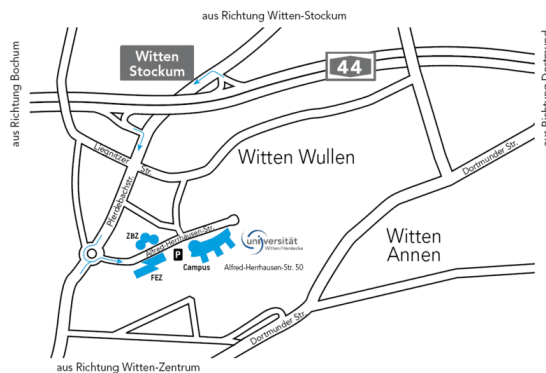 aus Richtung Witten-Stockum
aus Richtung Bochum
Witten
Stockum
44
aus Richtung Dortmund
Liegnitzer
Str.
Witten Wullen
Dortmunder Str.
Pferdebachstr.
Alfred-Herrhausen-Str.
ZBZ
P
Campus
FEZ
universität
Witten/Herdecke
Alfred-Herrhausen-Str. 50
Witten
Annen
Dortmunder Str.
aus Richtung Witten-Zentrum